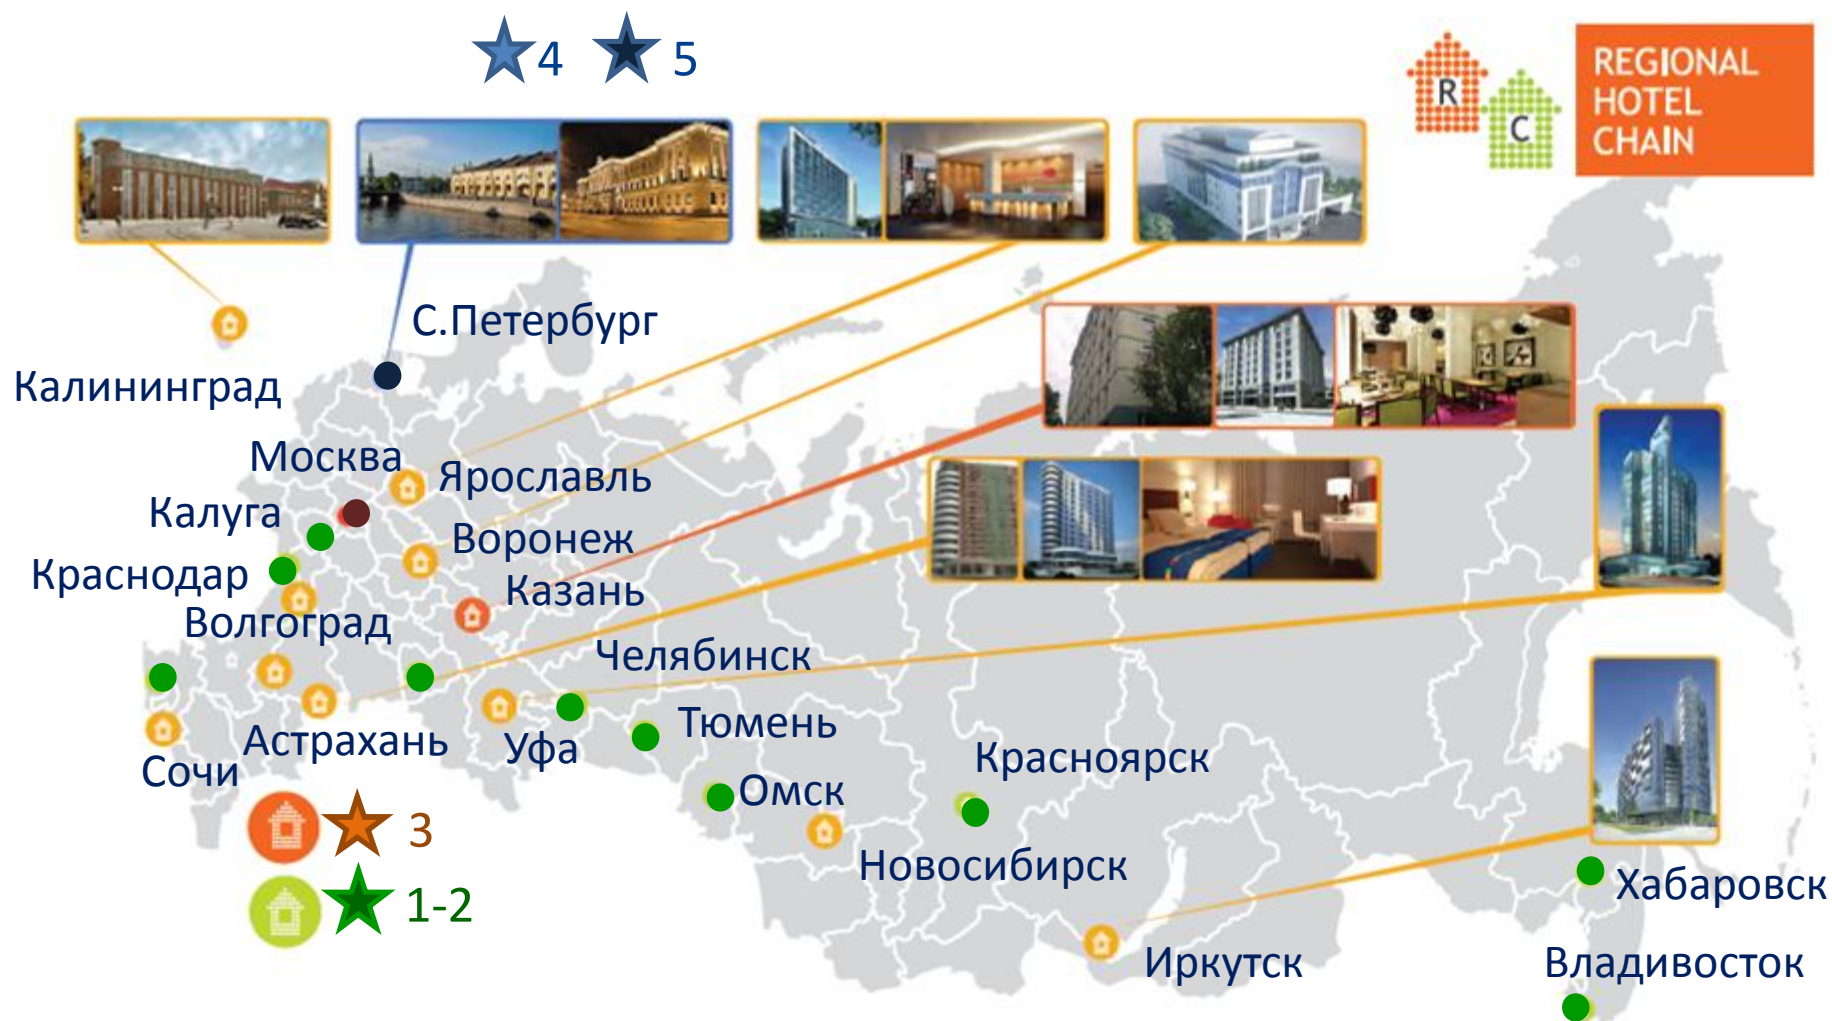 4 5
REGIONAL
HOTEL
CHAIN
R
C
С.Петербург
Калининград
Москва
Ярославль
Калуга
Воронеж
Краснодар
Казань
Волгоград
Челябинск
Астрахань
Уфа
Тюмень
Сочи
Омск
Красноярск
3
Новосибирск
1-2
Хабаровск
Иркутск
Владивосток